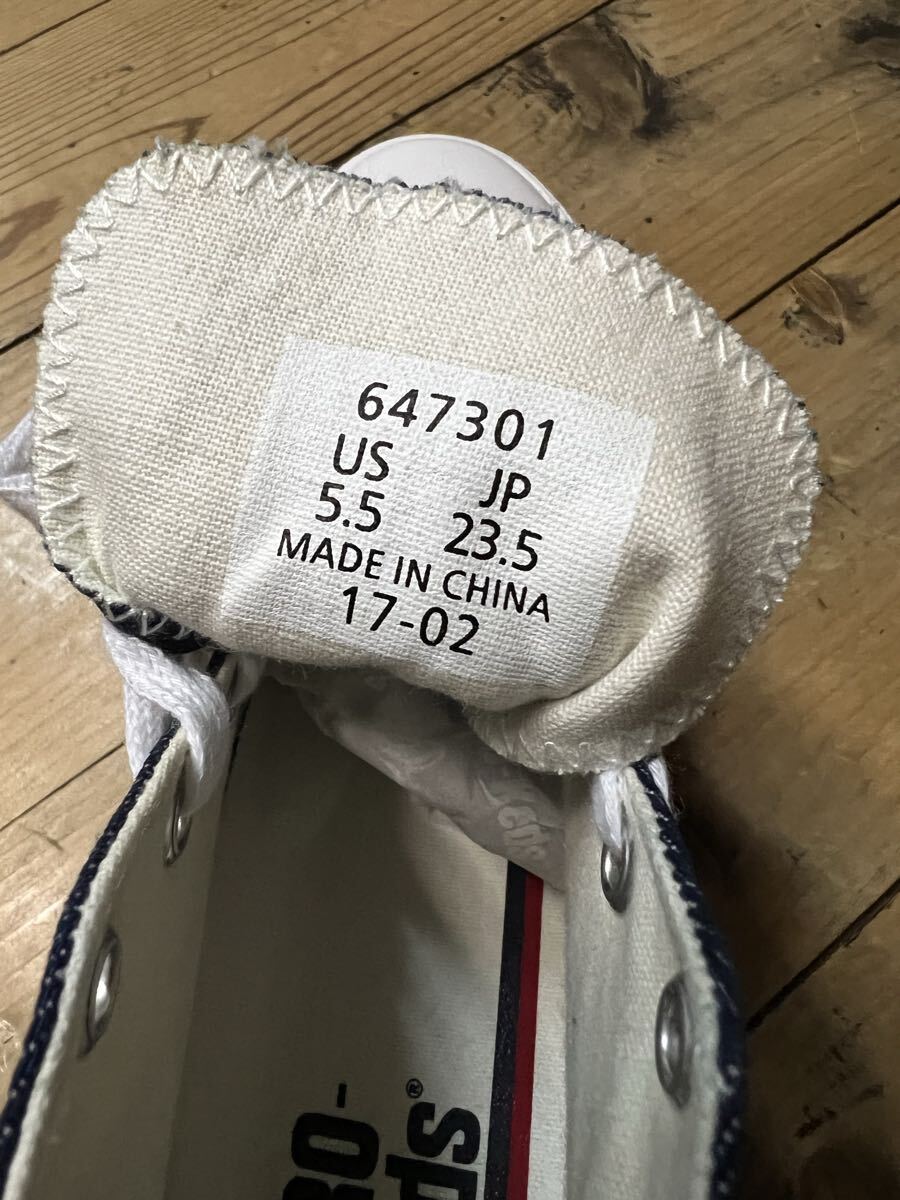 647301
US JP
5.5 23.5
MADE IN CHINA
17-02
®